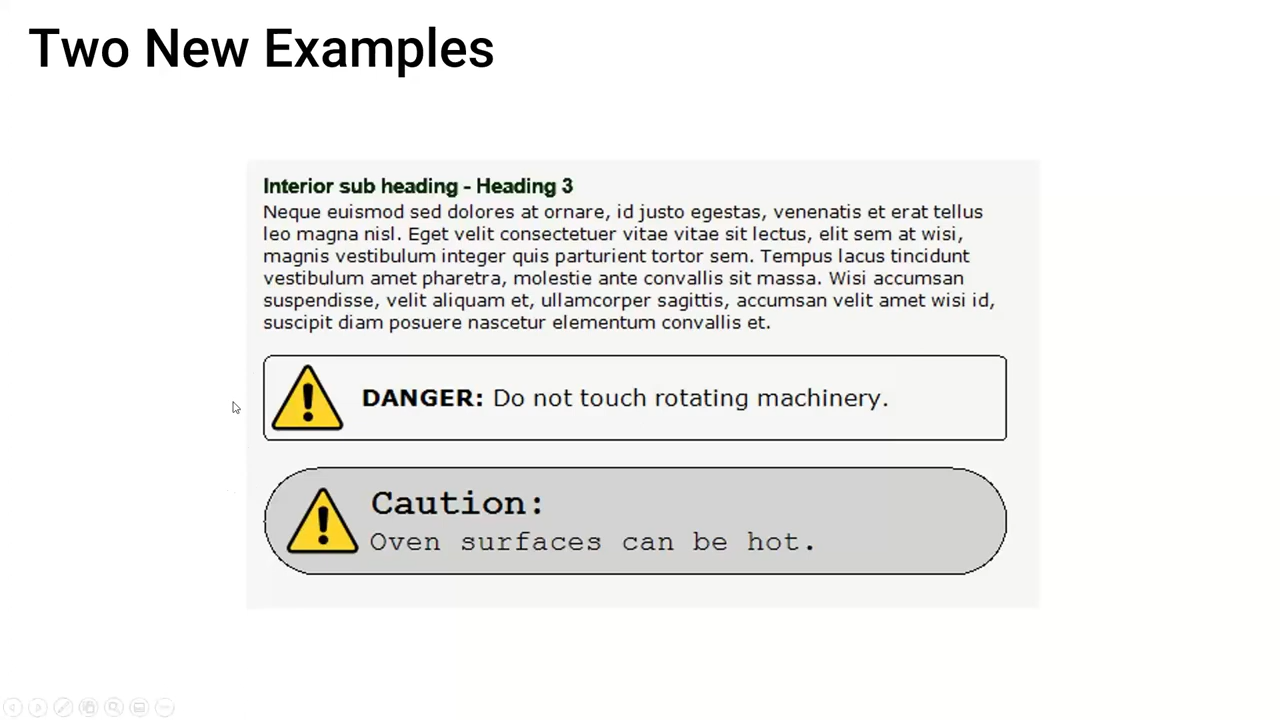 Two New Examples
Interior sub heading - Heading 3
Neque euismod sed dolores at ornare, id justo egestas, venenatis et erat tellus
leo magna nisl. Eget velit consectetuer vitae vitae sit lectus, elit sem at wisi,
magnis vestibulum integer quis parturient tortor sem. Tempus lacus tincidunt
vestibulum amet pharetra, molestie ante convallis sit massa. Wisi accumsan
suspendisse, velit aliquam et, ullamcorper sagittis, accumsan velit amet wisi id,
suscipit diam posuere nascetur elementum convallis et.
DANGER: Do not touch rotating machinery.
Caution:
Oven surfaces can be hot.